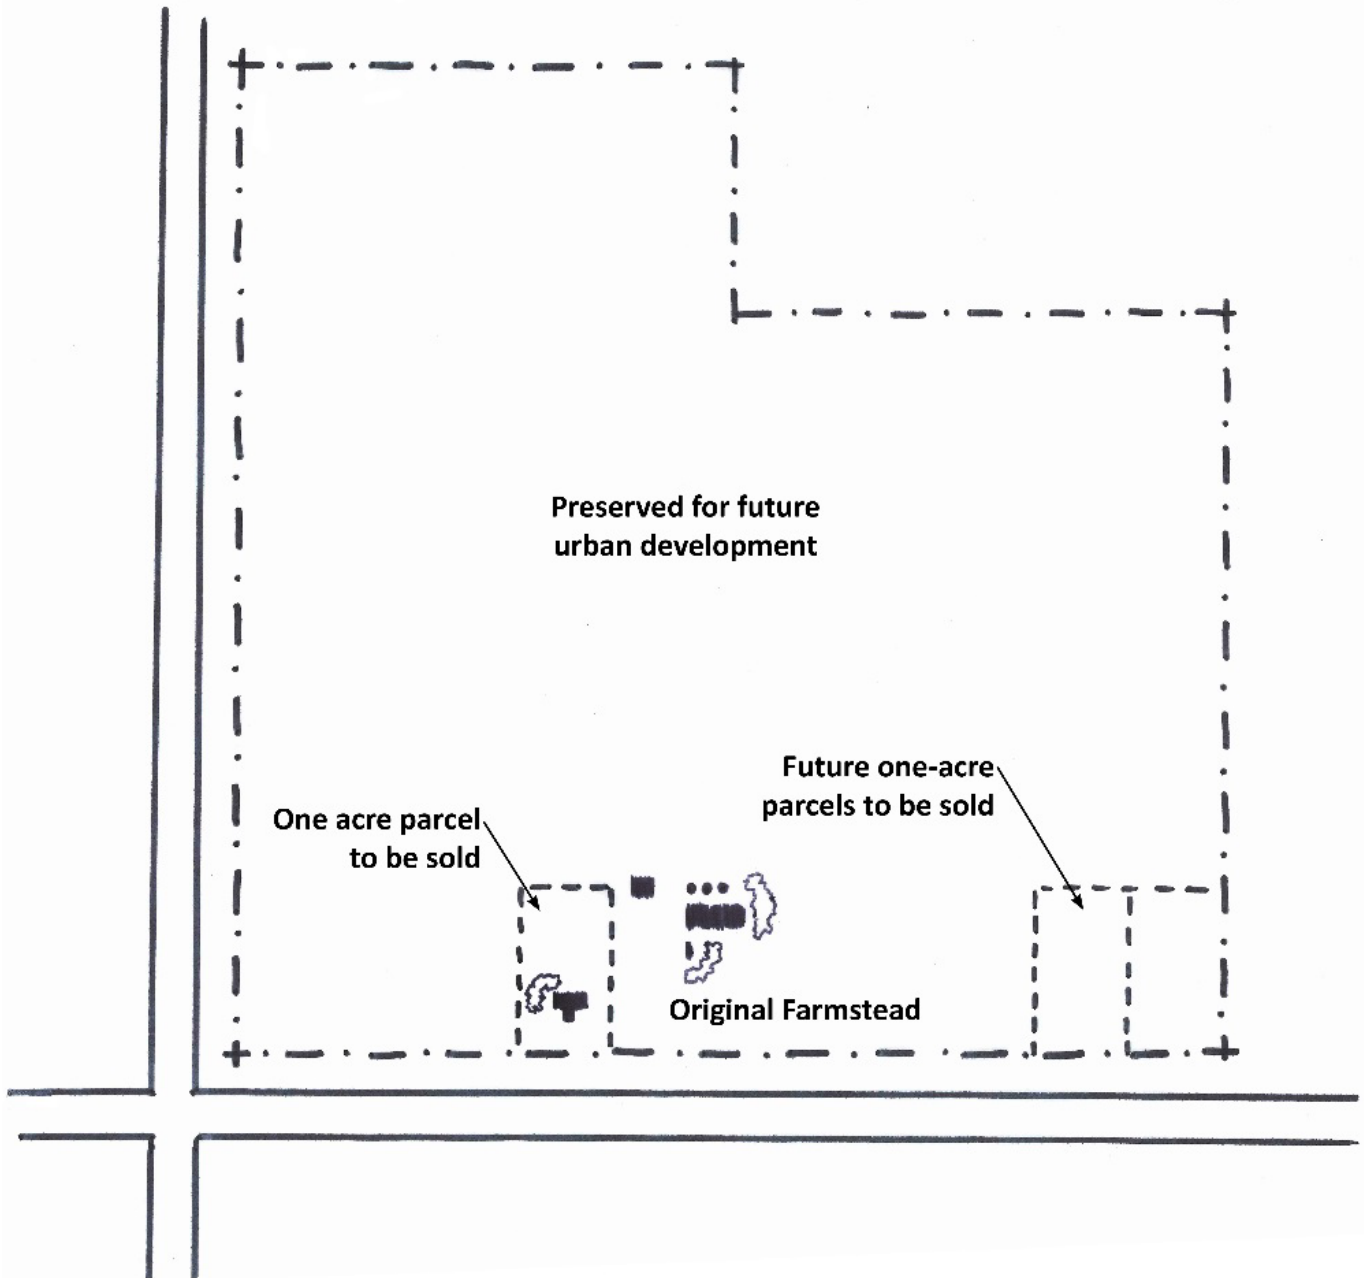 Preserved for future
urban development
Future one-acre
parcels to be sold
One acre parcel
to be sold
Original Farmstead